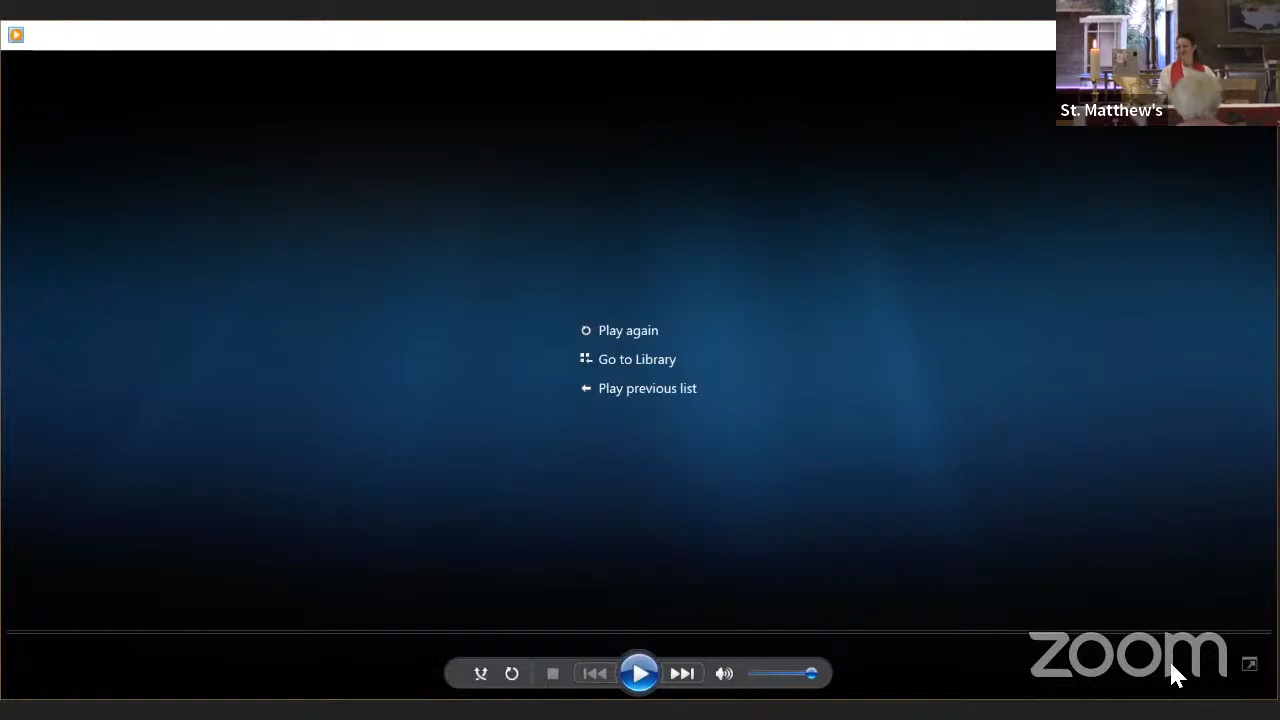 St. Matthew's
Play again
Go to Library
Play previous list
zoom